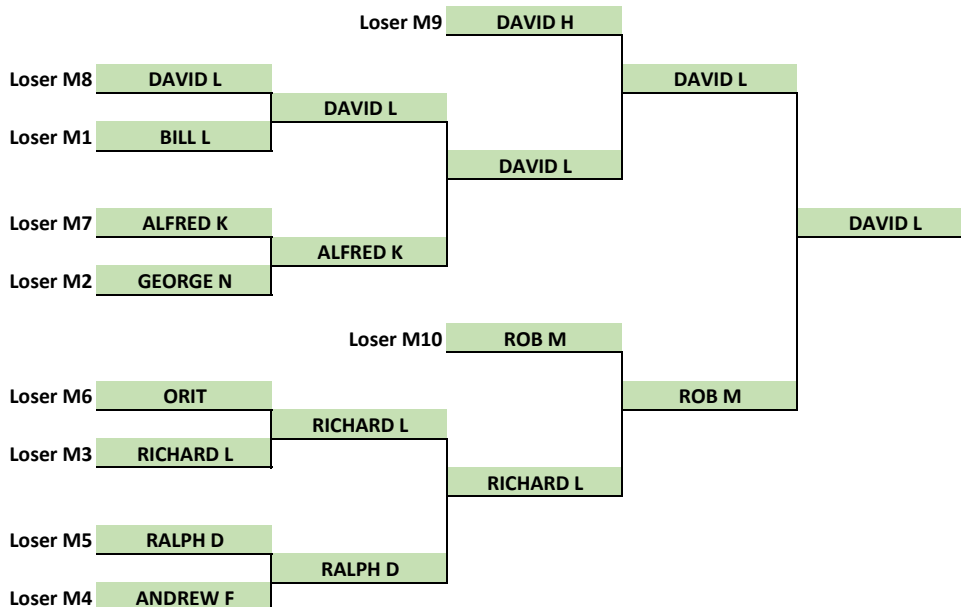 Loser M9 DAVID H
Loser M8 DAVID L DAVID L
DAVID L
Loser M1 BILL L
DAVID L
Loser M7 ALFRED K DAVID L
ALFRED K
Loser M2 GEORGE N
Loser M10 ROB M
Loser M6 ORIT ROB M
RICHARD L
Loser M3 RICHARD L
RICHARD L
Loser M5 RALPH D
RALPH D
Loser M4 ANDREW F